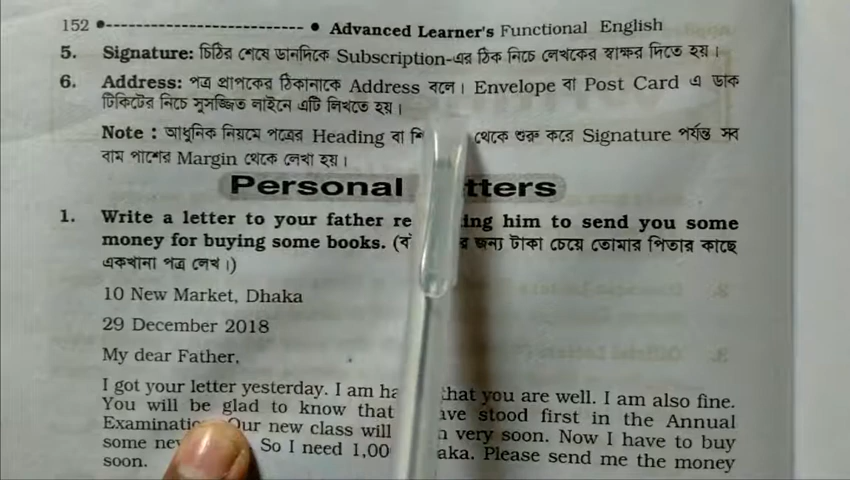 152 Advanced Learner's Functional English
5. Signature: চিঠির শেষে ডানদিকে Subscription-এর ঠিক নিচে লেখকের স্বাক্ষর দিতে হয়।
6. Address: পত্র প্রাপকের ঠিকানাকে Address বলে। Envelope বা Post Card এ ডাক
টিকিটের নিচে সুসজ্জিত লাইনে এটি লিখতে হয়।
Note : আধুনিক নিয়মে পত্রের Heading বা থেকে শুরু করে Signature পর্যন্ত সব
বাম পাশের Margin থেকে লেখা হয়।
Personal tters
1. Write a letter to your father re ing him to send you some
money for buying some books. (ব জন্য টাকা চেয়ে তোমার পিতার কাছে
একখানা পত্র লেখ।)
10 New Market, Dhaka
29 December 2018
My dear Father,
I got your letter yesterday. I am ha that you are well. I am also fine.
You will be glad to know that ave stood first in the Annual
Examinatio Our new class will n very soon. Now I have to buy
some new So I need 1,00 aka. Please send me the money
soon.